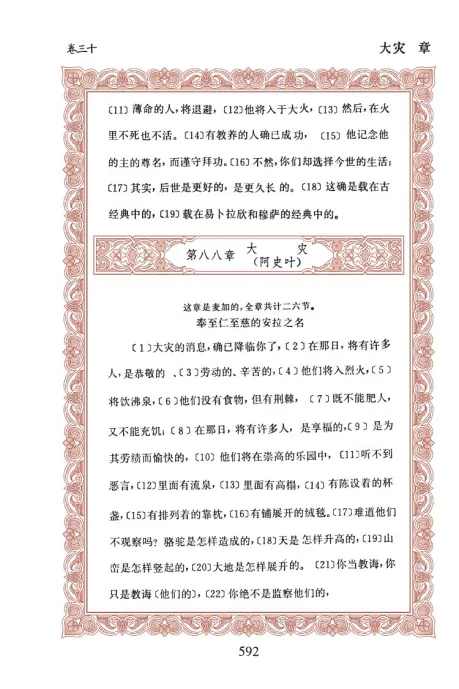 卷三十
大灾 章
〔11〕薄命的人，将退避，〔12〕他将入于大火，〔13〕然后，在火
里不死也不活。〔14〕有教养的人确已成功，〔15〕他记念他
的主的尊名，而谨守拜功。〔16〕不然，你们却选择今世的生活；
〔17〕其实，后世是更好的，是更久长的。〔18〕这确是载在古
经典中的，〔19〕载在易卜拉欣和穆萨的经典中的。
第八八章 大灾
（阿史叶）
这章是麦加的，全章共计二六节。
奉至仁至慈的安拉之名
〔1〕大灾的消息，确已降临你了，〔2〕在那日，将有许多
人，是恭敬的、〔3〕劳动的、辛苦的，〔4〕他们将入烈火，〔5〕
将饮沸泉，〔6〕他们没有食物，但有荆棘，〔7〕既不能肥人，
又不能充饥；〔8〕在那日，将有许多人，是享福的，〔9〕是为
其劳绩而愉快的，〔10〕他们将在崇高的乐园中，〔11〕听不到
恶言，〔12〕里面有流泉，〔13〕里面有高榻，〔14〕有陈设着的杯
盏，〔15〕有排列着的靠枕，〔16〕有铺展开的绒毯。〔17〕难道他们
不观察吗？骆驼是怎样造成的，〔18〕天是怎样升高的，〔19〕山
峦是怎样竖起的，〔20〕大地是怎样展开的。〔21〕你当教诲，你
只是教诲〔他们的〕，〔22〕你绝不是监察他们的，
592